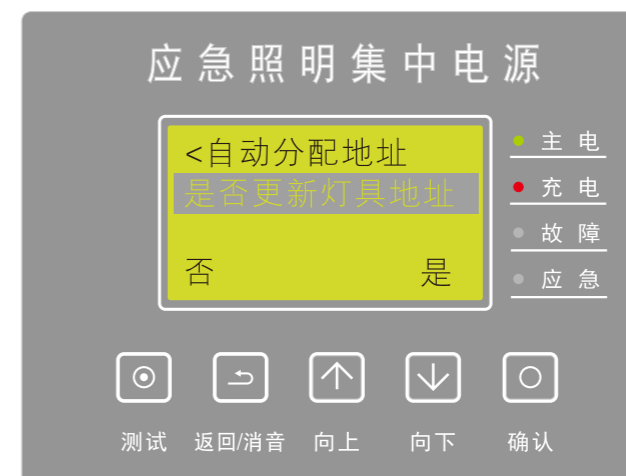 应急照明集中电源
<自动分配地址
是否更新灯具地址
否 是
主电
充电
故障
应急
测试 返回/消音 向上 向下 确认